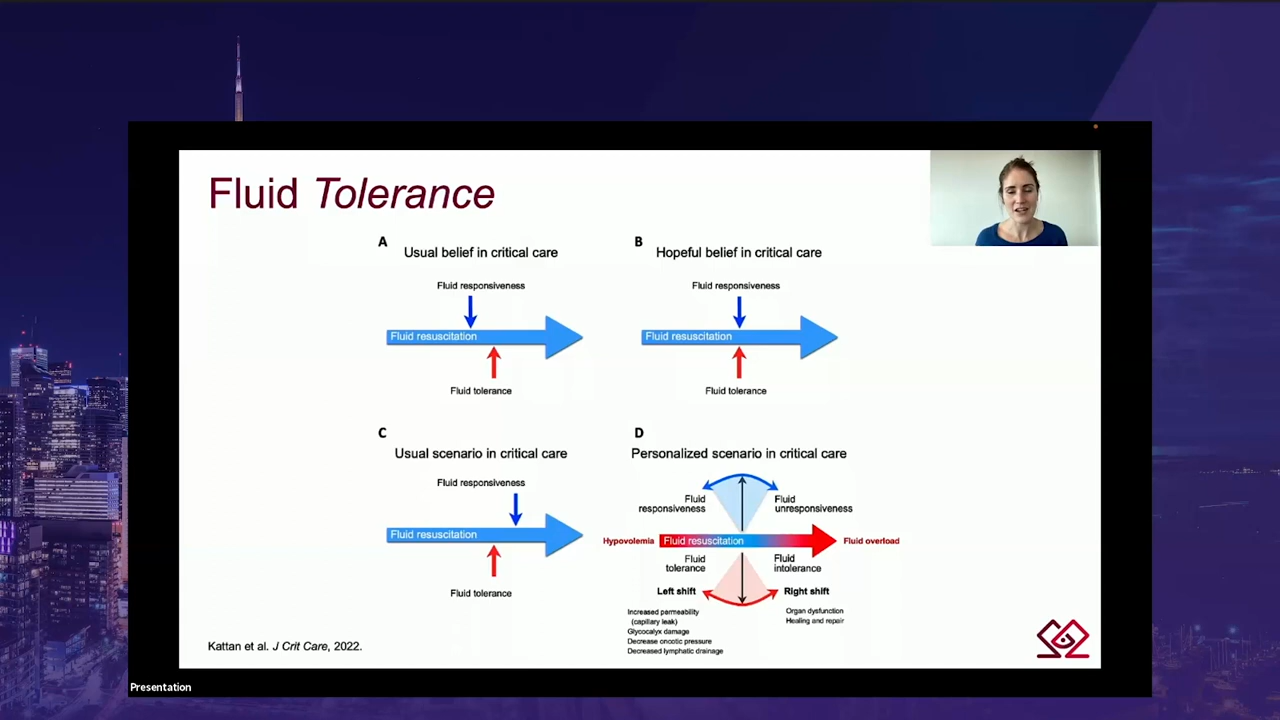 Fluid Tolerance
A
Usual belief in critical care
Fluid responsiveness
Fluid resuscitation
Fluid tolerance
B
Hopeful belief in critical care
Fluid responsiveness
Fluid resuscitation
Fluid tolerance
C
Usual scenario in critical care
Fluid responsiveness
Fluid resuscitation
Fluid tolerance
D
Personalized scenario in critical care
Fluid
responsiveness
Fluid
unresponsiveness
Hypovolemia
Fluid resuscitation
Fluid overload
Fluid
tolerance
Fluid
intolerance
Left shift
Right shift
Increased permeability
(capillary leak)
Glycocalyx damage
Decrease oncotic pressure
Decreased lymphatic drainage
Organ dysfunction
Healing and repair
Kattan et al. J Crit Care, 2022.
Presentation